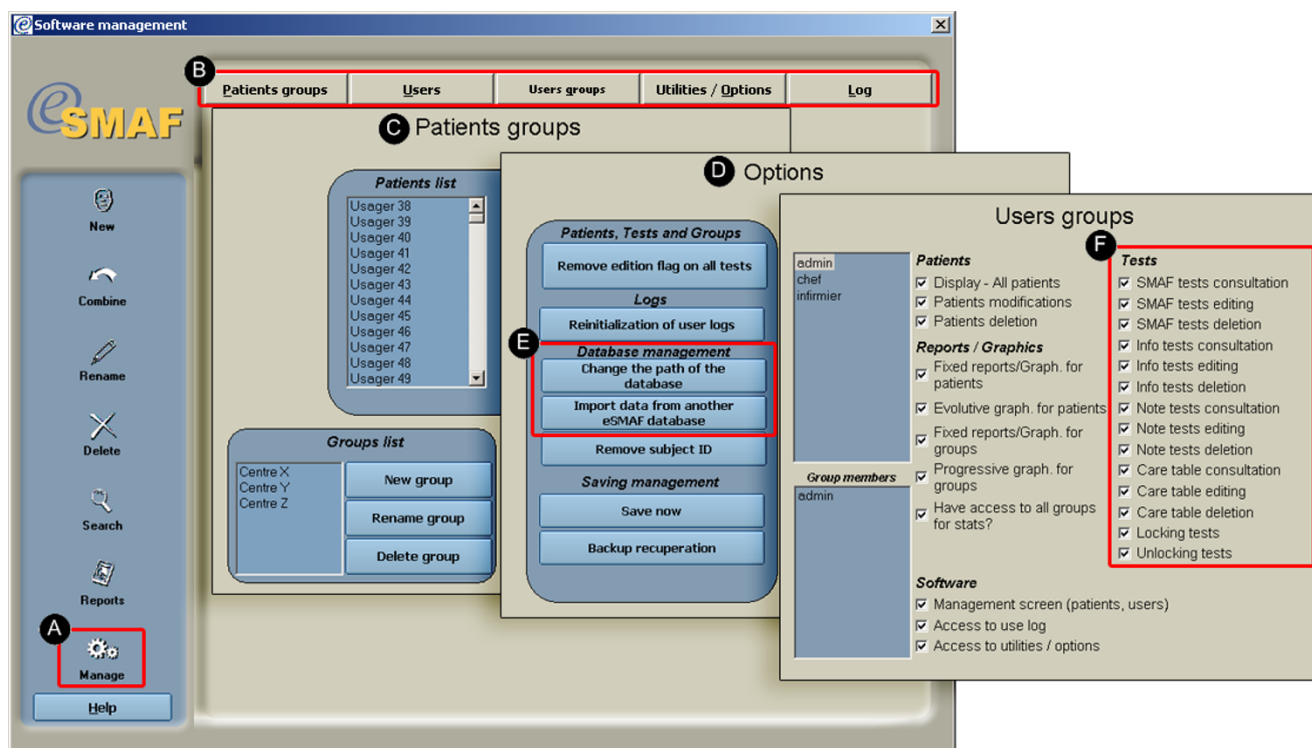 Software management
B
Patients groups
Users
Users groups
Utilities / Options
Log
eSMAF
New
Combine
Rename
Delete
Search
Reports
A
Manage
Help
C Patients groups
Patients list
Usager 38
Usager 39
Usager 40
Usager 41
Usager 42
Usager 43
Usager 44
Usager 45
Usager 46
Usager 47
Usager 48
Usager 49
Groups list
Centre X
Centre Y
Centre Z
New group
Rename group
Delete group
D Options
Patients, Tests and Groups
Remove edition flag on all tests
Logs
Reinitialization of user logs
E
Database management
Change the path of the
database
Import data from another
eSMAF database
Remove subject ID
Saving management
Save now
Backup recuperation
Users groups
admin
chef
infirmier
Group members
admin
Patients
Display - All patients
Patients modifications
Patients deletion
Reports / Graphics
Fixed reports/Graph. for
patients
Evolutive graph. for patients
Fixed reports/Graph. for
groups
Progressive graph. for
groups
Have access to all groups
for stats?
Software
Management screen (patients, users)
Access to use log
Access to utilities / options
F
Tests
SMAF tests consultation
SMAF tests editing
SMAF tests deletion
Info tests consultation
Info tests editing
Info tests deletion
Note tests consultation
Note tests editing
Note tests deletion
Care table consultation
Care table editing
Care table deletion
Locking tests
Unlocking tests